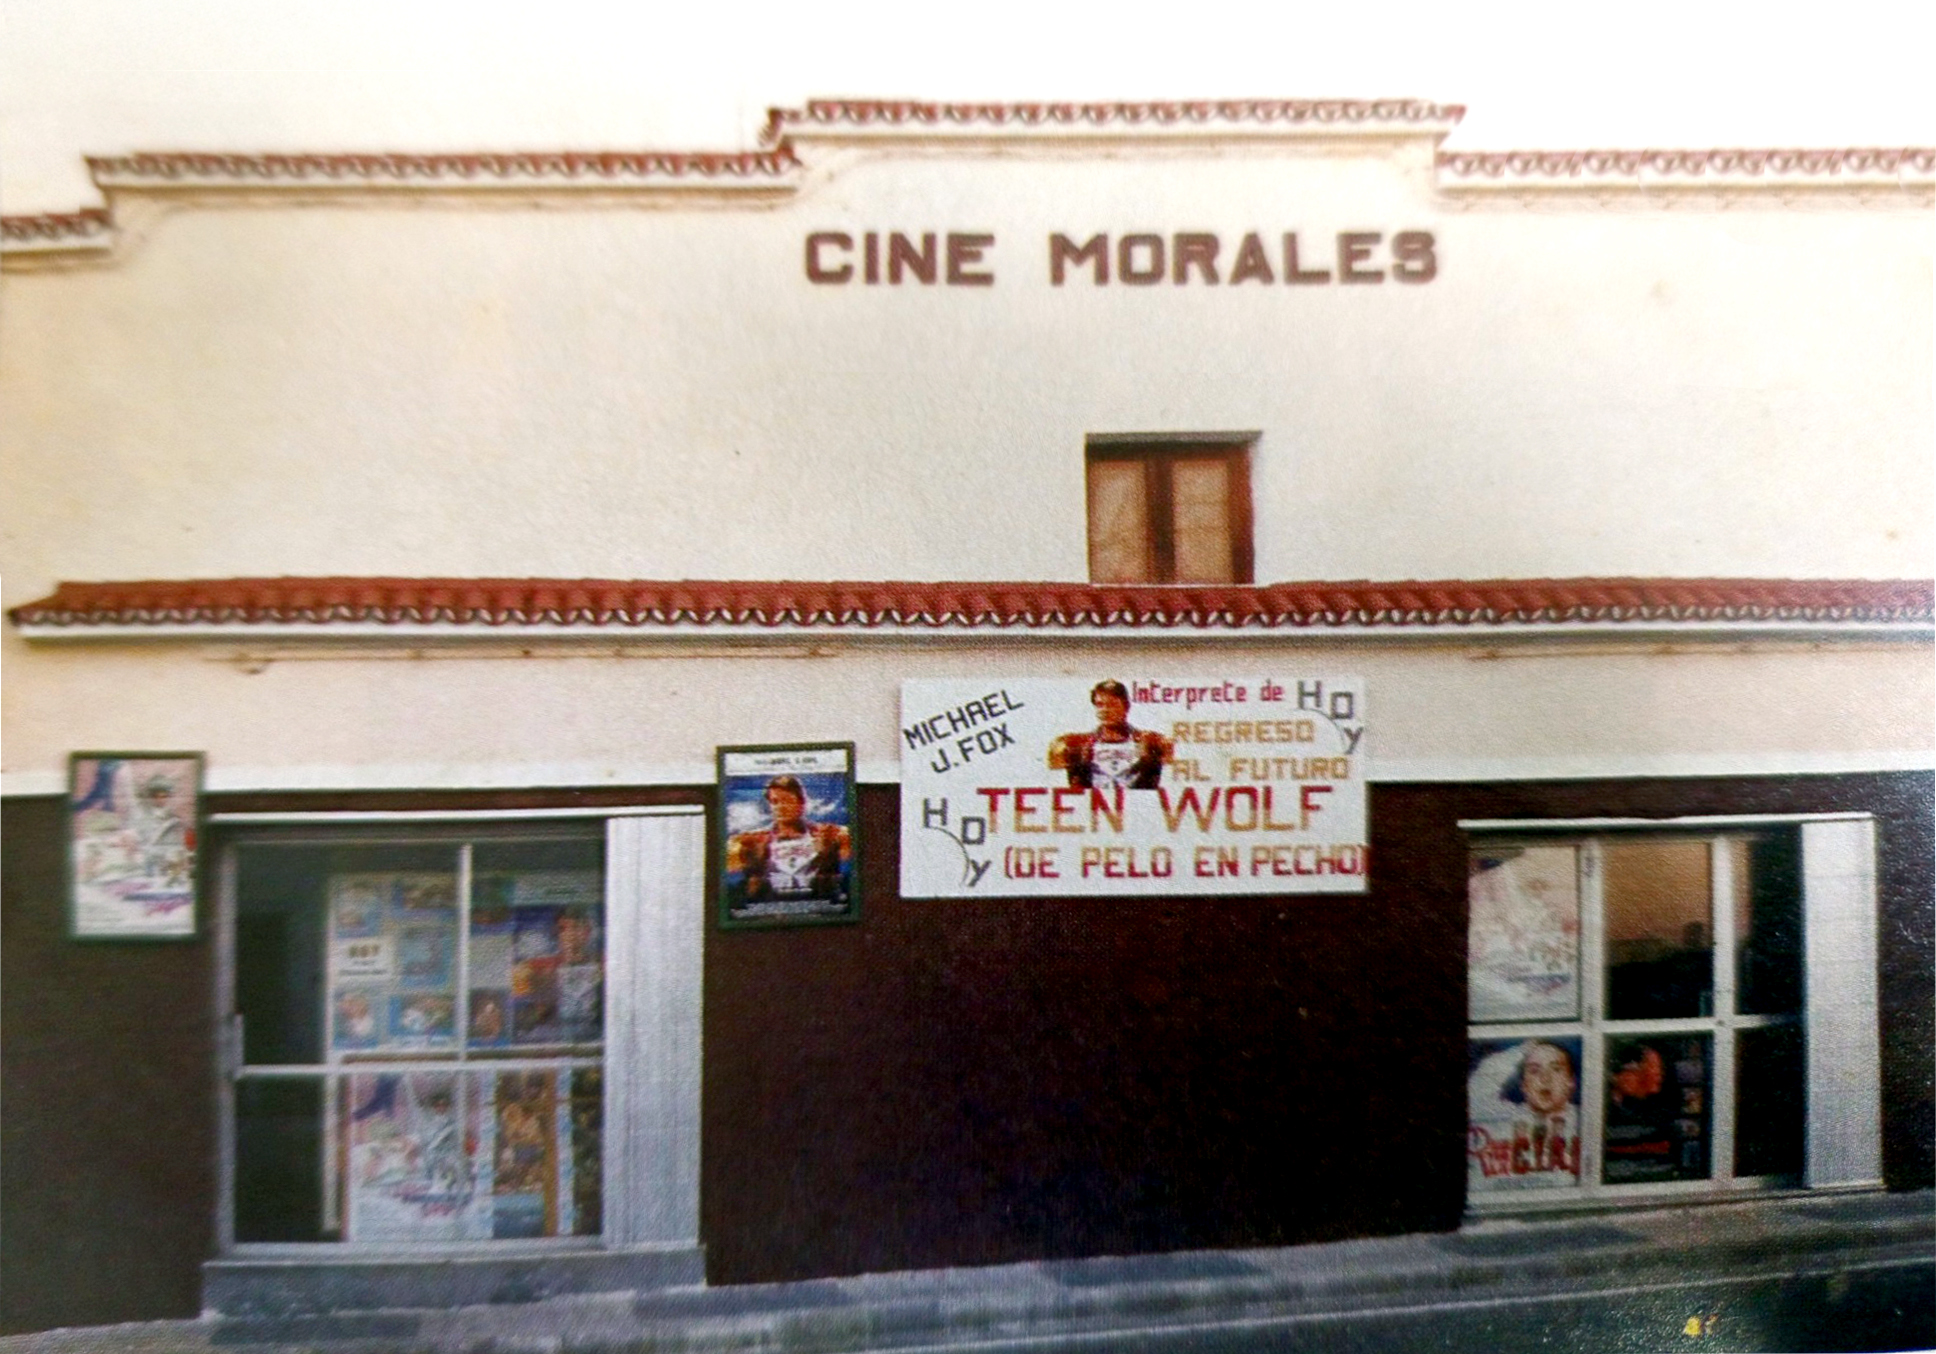 CINE MORALES
MICHAEL
J. FOX
Interprete de
HOY
REGRESO
AL FUTURO
HOY
TEEN WOLF
(DE PELO EN PECHO)